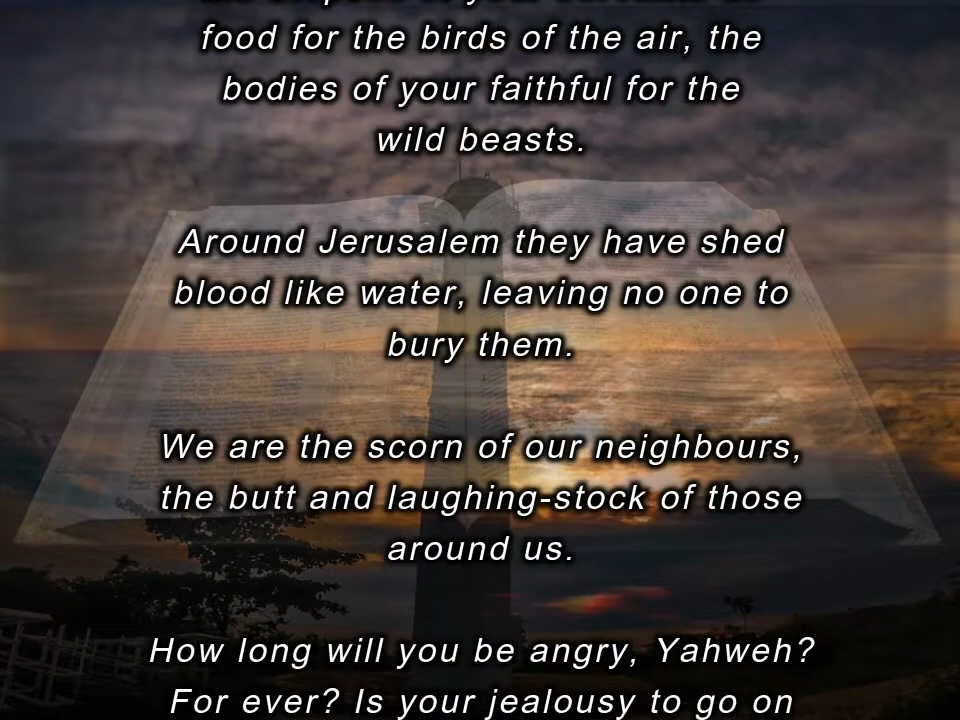 food for the birds of the air, the
bodies of your faithful for the
wild beasts.
Around Jerusalem they have shed
blood like water, leaving no one to
bury them.
We are the scorn of our neighbours,
the butt and laughing-stock of those
around us.
How long will you be angry, Yahweh?
For ever? Is your jealousy to go on